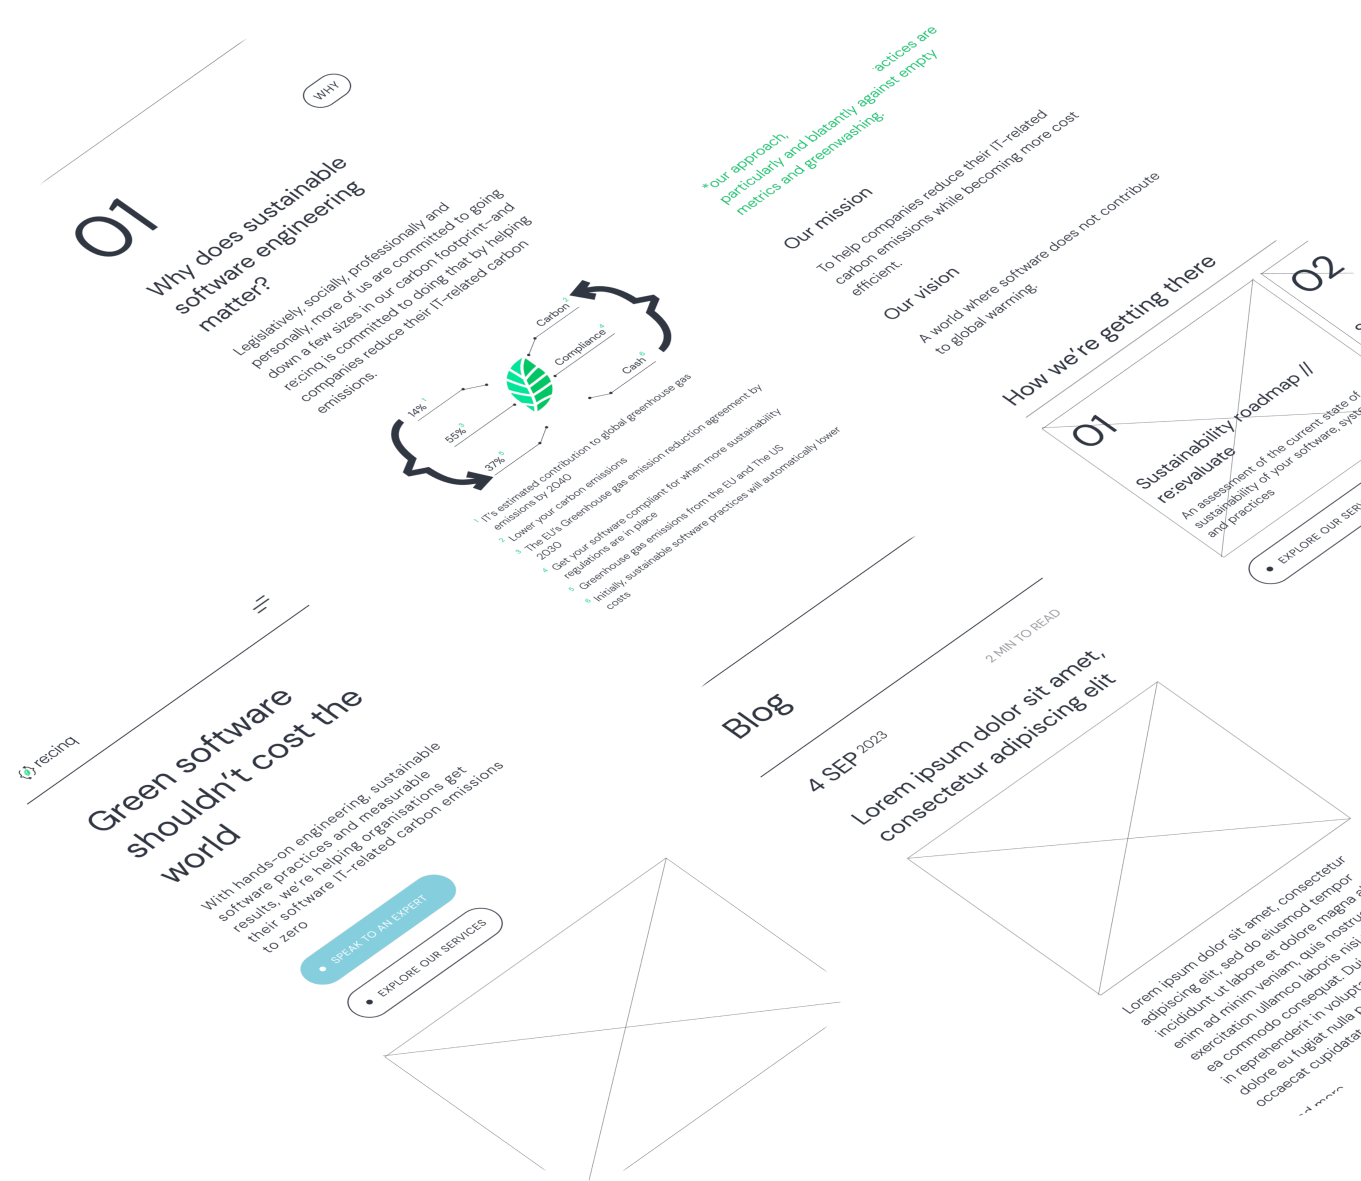 WHY
01
Why does sustainable
software engineering
matter?
Legislatively, socially, professionally and
personally, more of us are committed to going
down a few sizes in our carbon footprint–and
re:cinq is committed to doing that by helping
companies reduce their IT-related carbon
emissions.
Carbon 2
Compliance 4
Cash 6
14% 1
55% 3
37% 5
1 IT's estimated contribution to global greenhouse gas
emissions by 2040
2 Lower your carbon emissions
3 The EU's Greenhouse gas emission reduction agreement by
2030
4 Get your software compliant for when more sustainability
regulations are in place
5 Greenhouse gas emissions from the EU and The US
6 Initially, sustainable software practices will automatically lower
costs
actices are
*our approach,
particularly and blatantly against empty
metrics and greenwashing.
Our mission
To help companies reduce their IT-related
carbon emissions while becoming more cost
efficient.
Our vision
A world where software does not contribute
to global warming.
How we're getting there
01
Sustainability roadmap //
re:evaluate
An assessment of the current state of
sustainability of your software, syste
and practices
EXPLORE OUR SERV
02
re:cinq
Green software
shouldn't cost the
world
With hands-on engineering, sustainable
software practices and measurable
results, we're helping organisations get
their software IT-related carbon emissions
to zero
SPEAK TO AN EXPERT
EXPLORE OUR SERVICES
Blog
4 SEP 2023
2 MIN TO READ
Lorem ipsum dolor sit amet,
consectetur adipiscing elit
Lorem ipsum dolor sit amet, consectetur
adipiscing elit, sed do eiusmod tempor
incididunt ut labore et dolore magna al
enim ad minim veniam, quis nostru
exercitation ullamco laboris nisi
ea commodo consequat. Dui
in reprehenderit in volupta
dolore eu fugiat nulla p
occaecat cupidatat